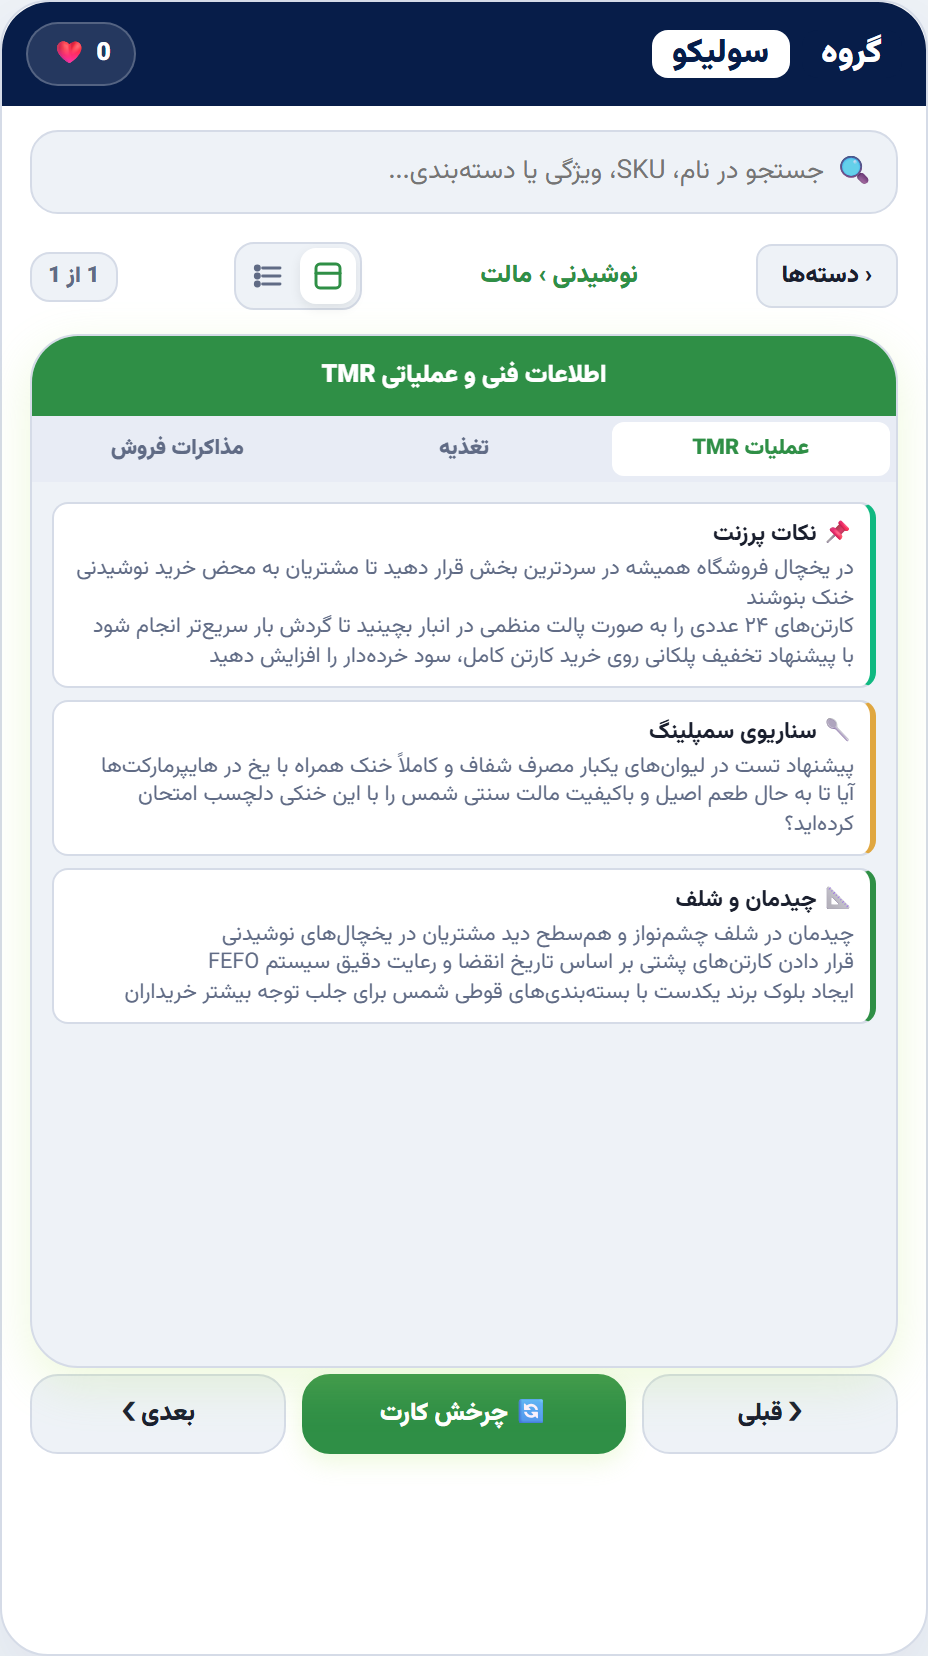 گروه سولیکو
0
جستجو در نام، SKU، ویژگی یا دسته‌بندی...
‹ دسته‌ها
نوشیدنی › مالت
1 از 1
اطلاعات فنی و عملیاتی TMR
عملیات TMR
تغذیه
مذاکرات فروش
نکات پرزنت
در یخچال فروشگاه همیشه در سردترین بخش قرار دهید تا مشتریان به محض خرید نوشیدنی
خنک بنوشند
کارتن‌های ۲۴ عددی را به صورت پالت منظمی در انبار بچینید تا گردش بار سریع‌تر انجام شود
با پیشنهاد تخفیف پلکانی روی خرید کارتن کامل، سود خرده‌دار را افزایش دهید
سناریوی سمپلینگ
پیشنهاد تست در لیوان‌های یکبار مصرف شفاف و کاملاً خنک همراه با یخ در هایپرمارکت‌ها
آیا تا به حال طعم اصیل و باکیفیت مالت سنتی شمس را با این خنکی دلچسب امتحان
کرده‌اید؟
چیدمان و شلف
چیدمان در شلف چشم‌نواز و هم‌سطح دید مشتریان در یخچال‌های نوشیدنی
قرار دادن کارتن‌های پشتی بر اساس تاریخ انقضا و رعایت دقیق سیستم FEFO
ایجاد بلوک برند یکدست با بسته‌بندی‌های قوطی شمس برای جلب توجه بیشتر خریداران
❮ قبلی
چرخش کارت
بعدی ❯